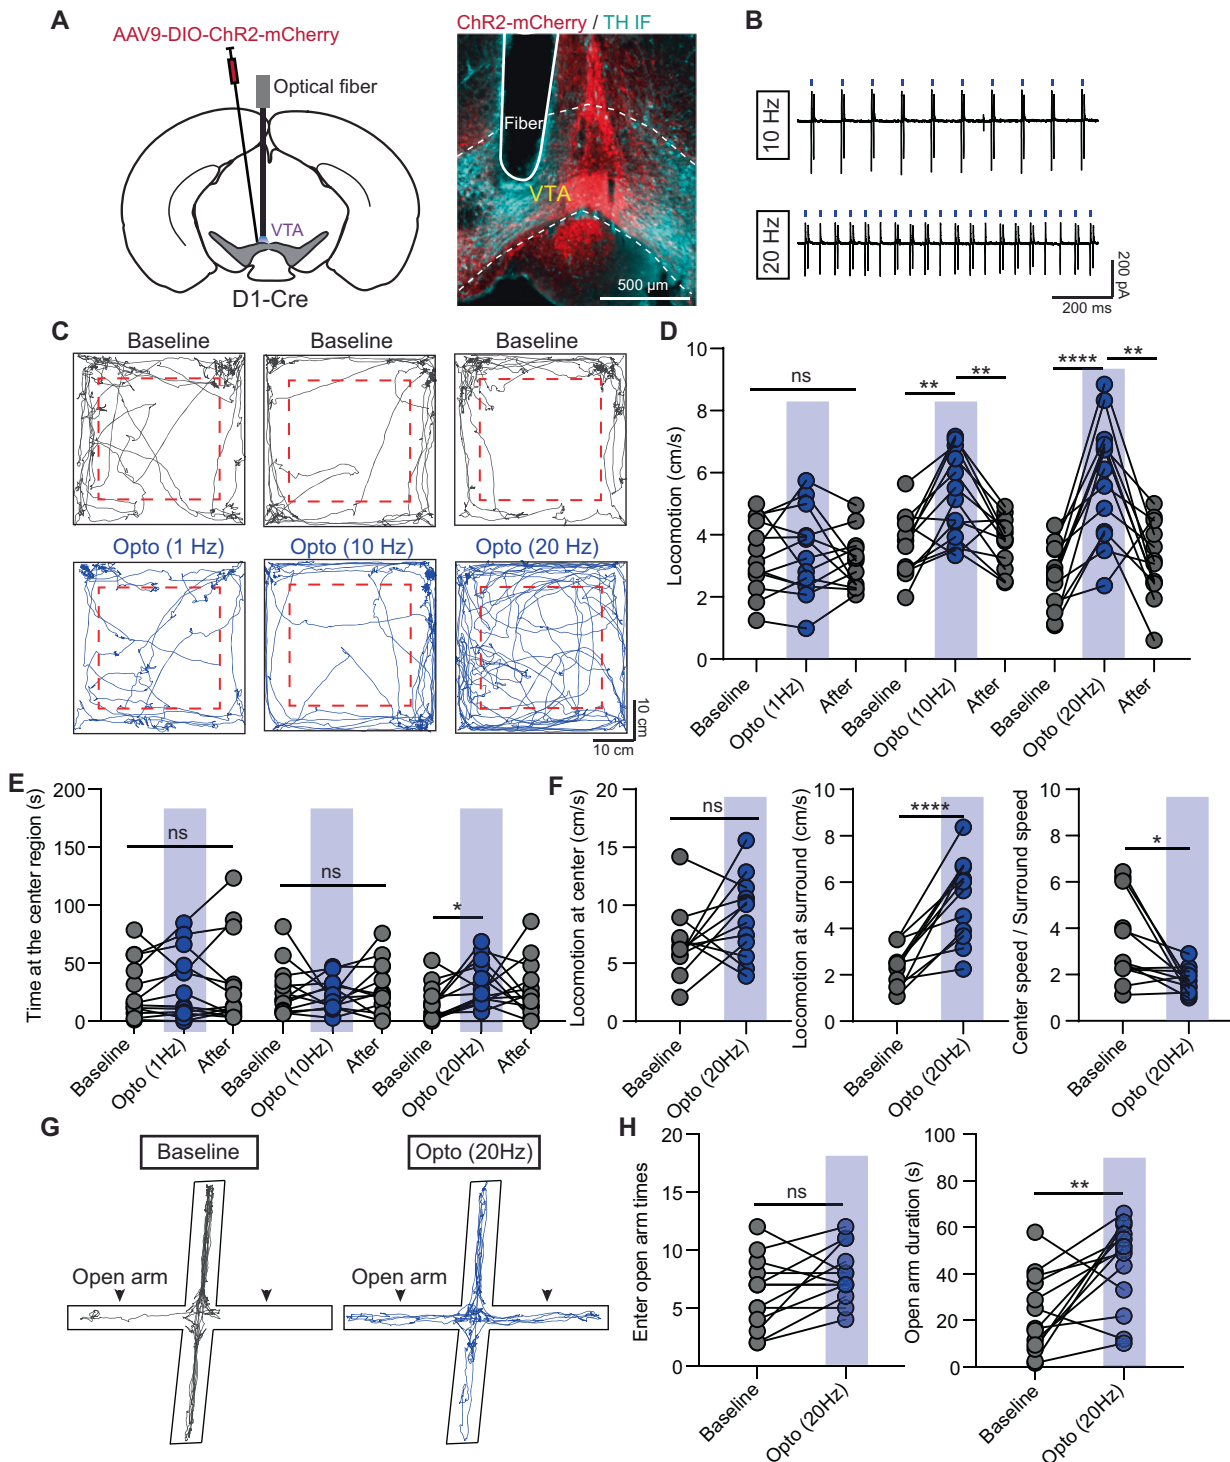 A
AAV9-DIO-ChR2-mCherry
Optical fiber
VTA
D1-Cre
ChR2-mCherry / TH IF
Fiber
VTA
500 µm
B
10 Hz
20 Hz
200 pA
200 ms
C
Baseline
Baseline
Baseline
Opto (1 Hz)
Opto (10 Hz)
Opto (20 Hz)
10 cm
10 cm
D
Locomotion (cm/s)
10
8
6
4
2
0
ns
**
**
****
**
Baseline
Opto (1Hz)
After
Baseline
Opto (10Hz)
After
Baseline
Opto (20Hz)
After
E
Time at the center region (s)
200
150
100
50
0
ns
ns
*
Baseline
Opto (1Hz)
After
Baseline
Opto (10Hz)
After
Baseline
Opto (20Hz)
After
F
Locomotion at center (cm/s)
20
15
10
5
0
ns
Baseline
Opto (20Hz)
Locomotion at surround (cm/s)
10
8
6
4
2
0
****
Baseline
Opto (20Hz)
Center speed / Surround speed
10
8
6
4
2
0
*
Baseline
Opto (20Hz)
G
Baseline
Opto (20Hz)
Open arm
Open arm
H
Enter open arm times
20
15
10
5
0
ns
Baseline
Opto (20Hz)
Open arm duration (s)
100
80
60
40
20
0
**
Baseline
Opto (20Hz)